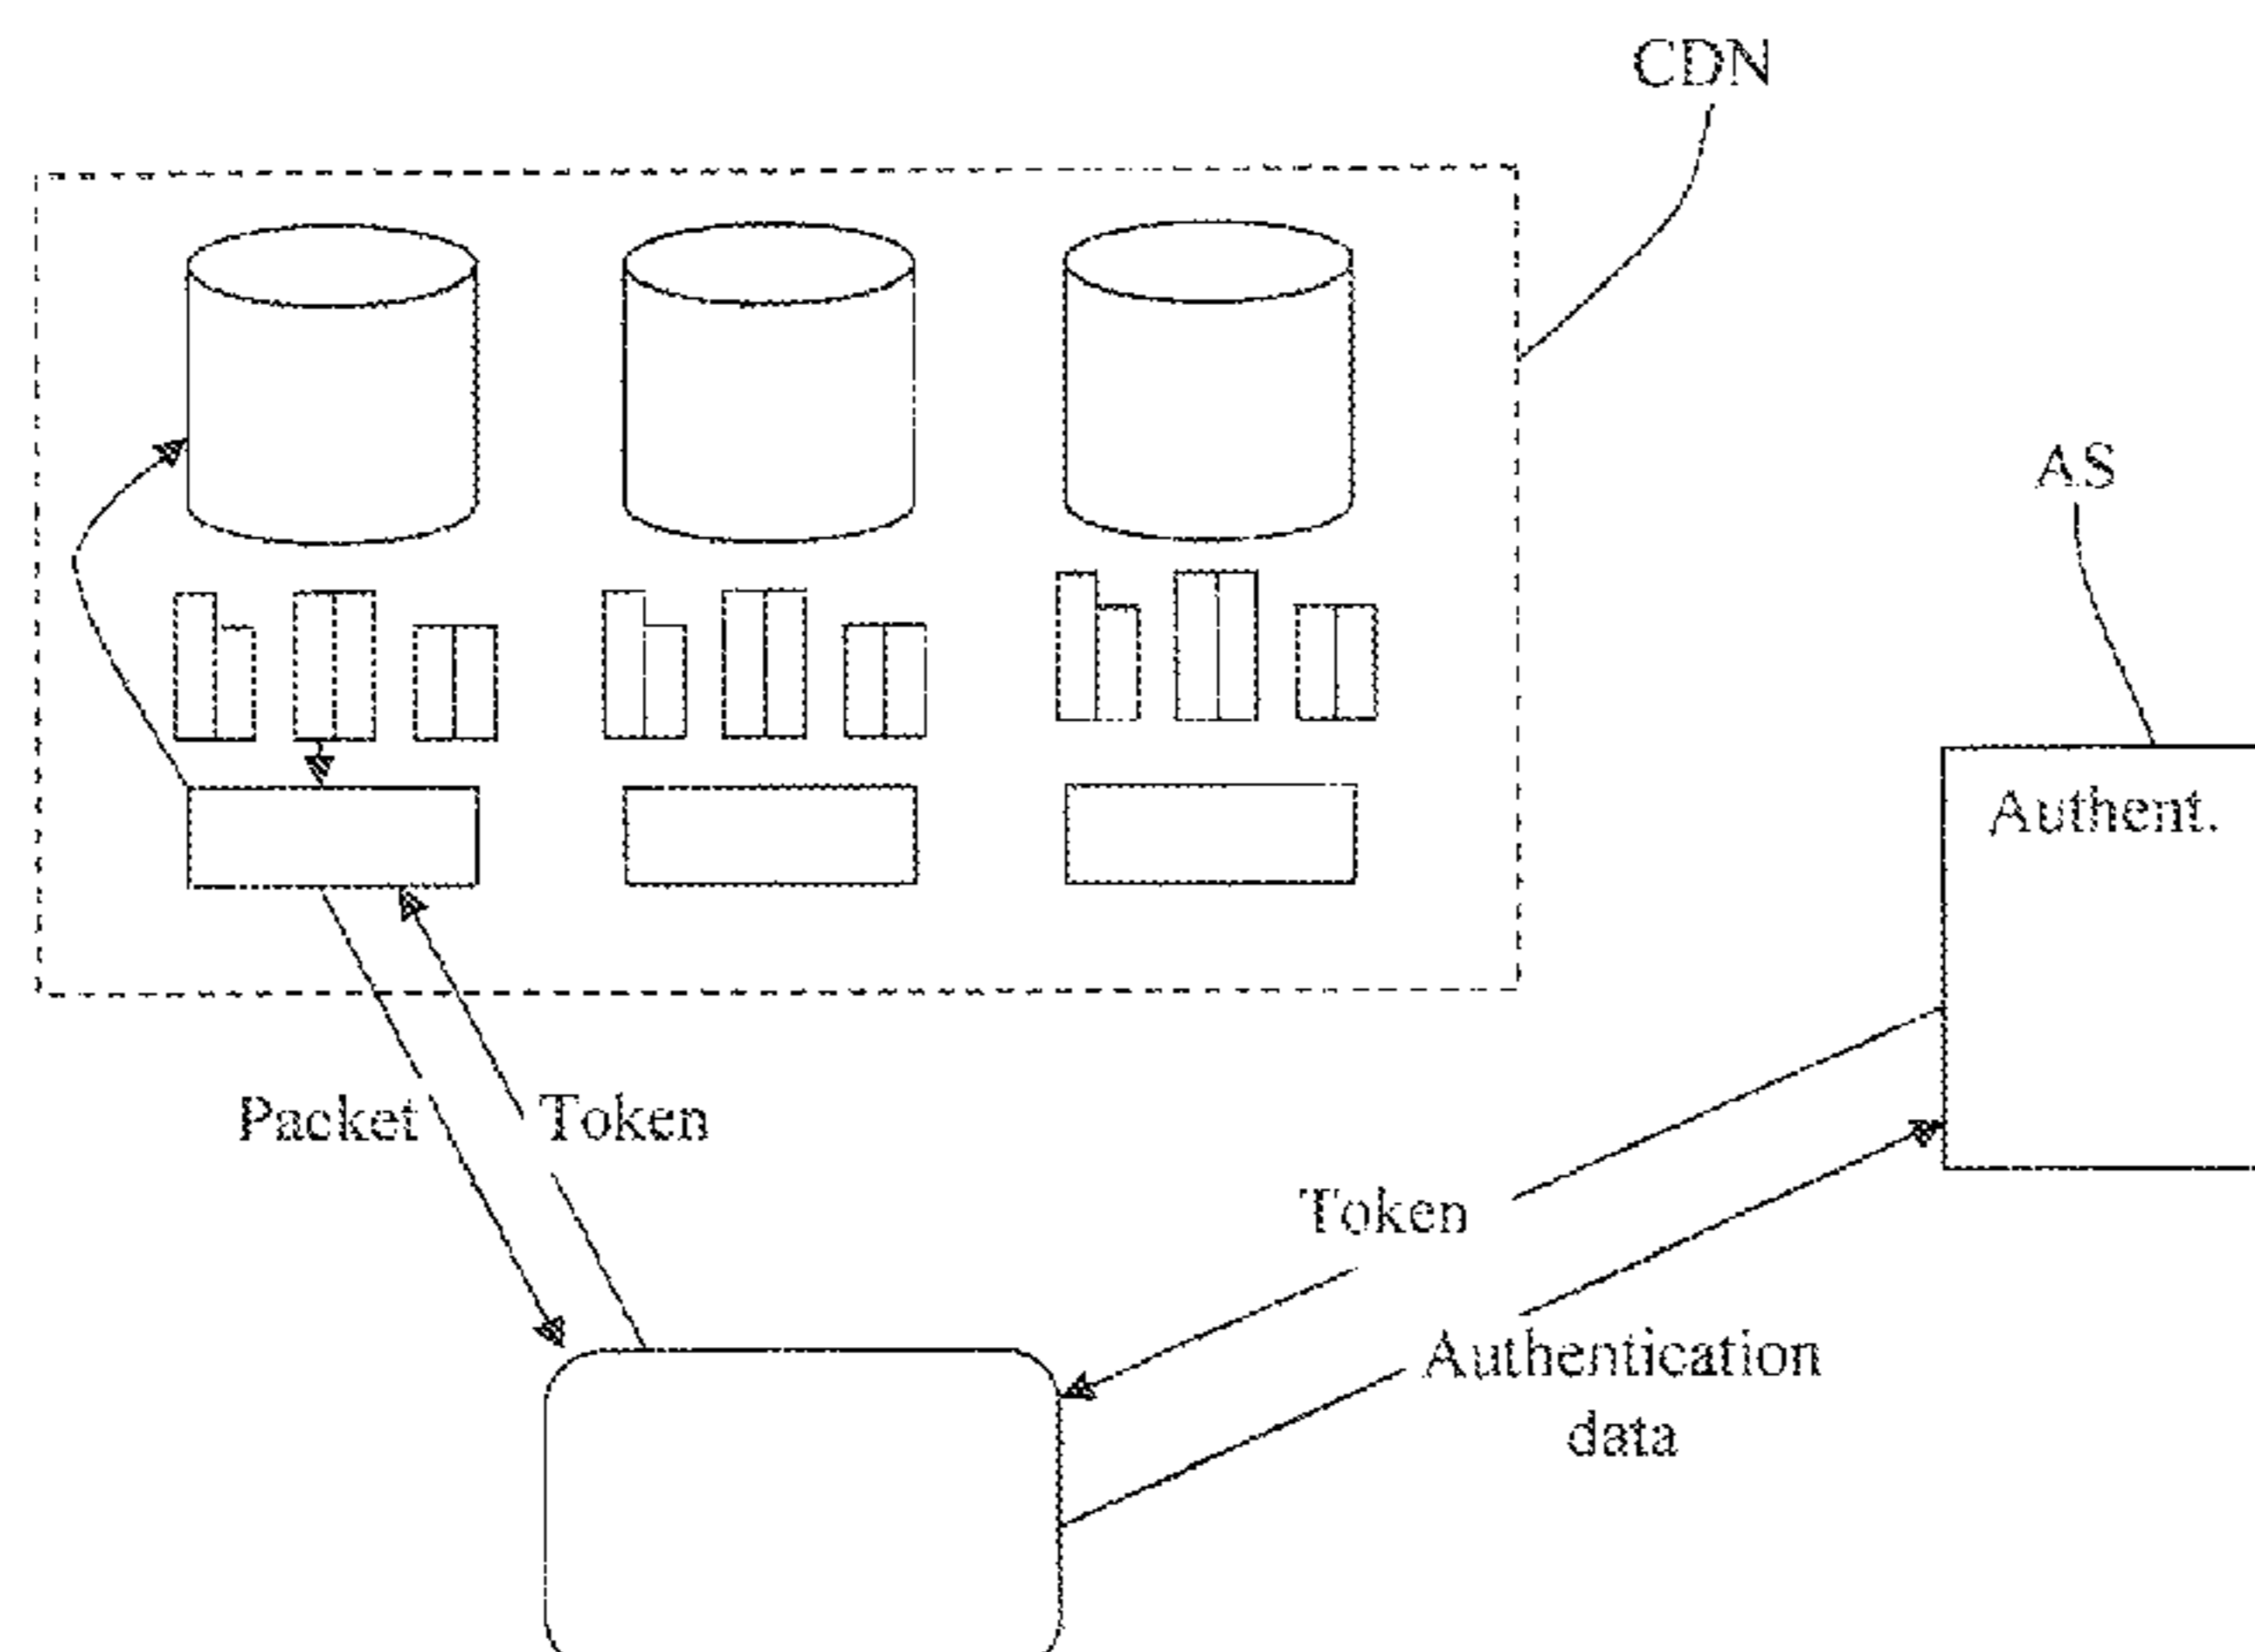 CDN
AS
Authent.
Packet
Token
Token
Authentication
data